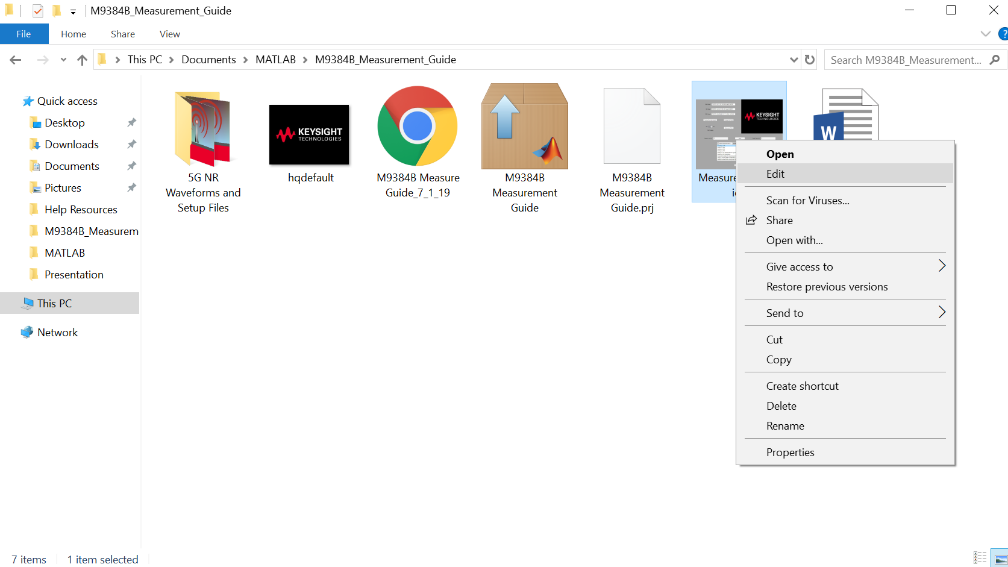 M9384B_Measurement_Guide
File Home Share View
This PC Documents MATLAB M9384B_Measurement_Guide
Search M9384B_Measurement...
Quick access
Desktop
Downloads
Documents
Pictures
Help Resources
M9384B_Measurem
MATLAB
Presentation
This PC
Network
KEYSIGHT
TECHNOLOGIES
5G NR
Waveforms and
Setup Files
hqdefault
M9384B Measure
Guide_7_1_19
M9384B
Measurement
Guide
M9384B
Measurement
Guide.prj
KEYSIGHT
Measure
W
Open
Edit
Scan for Viruses...
Share
Open with...
Give access to
Restore previous versions
Send to
Cut
Copy
Create shortcut
Delete
Rename
Properties
7 items 1 item selected